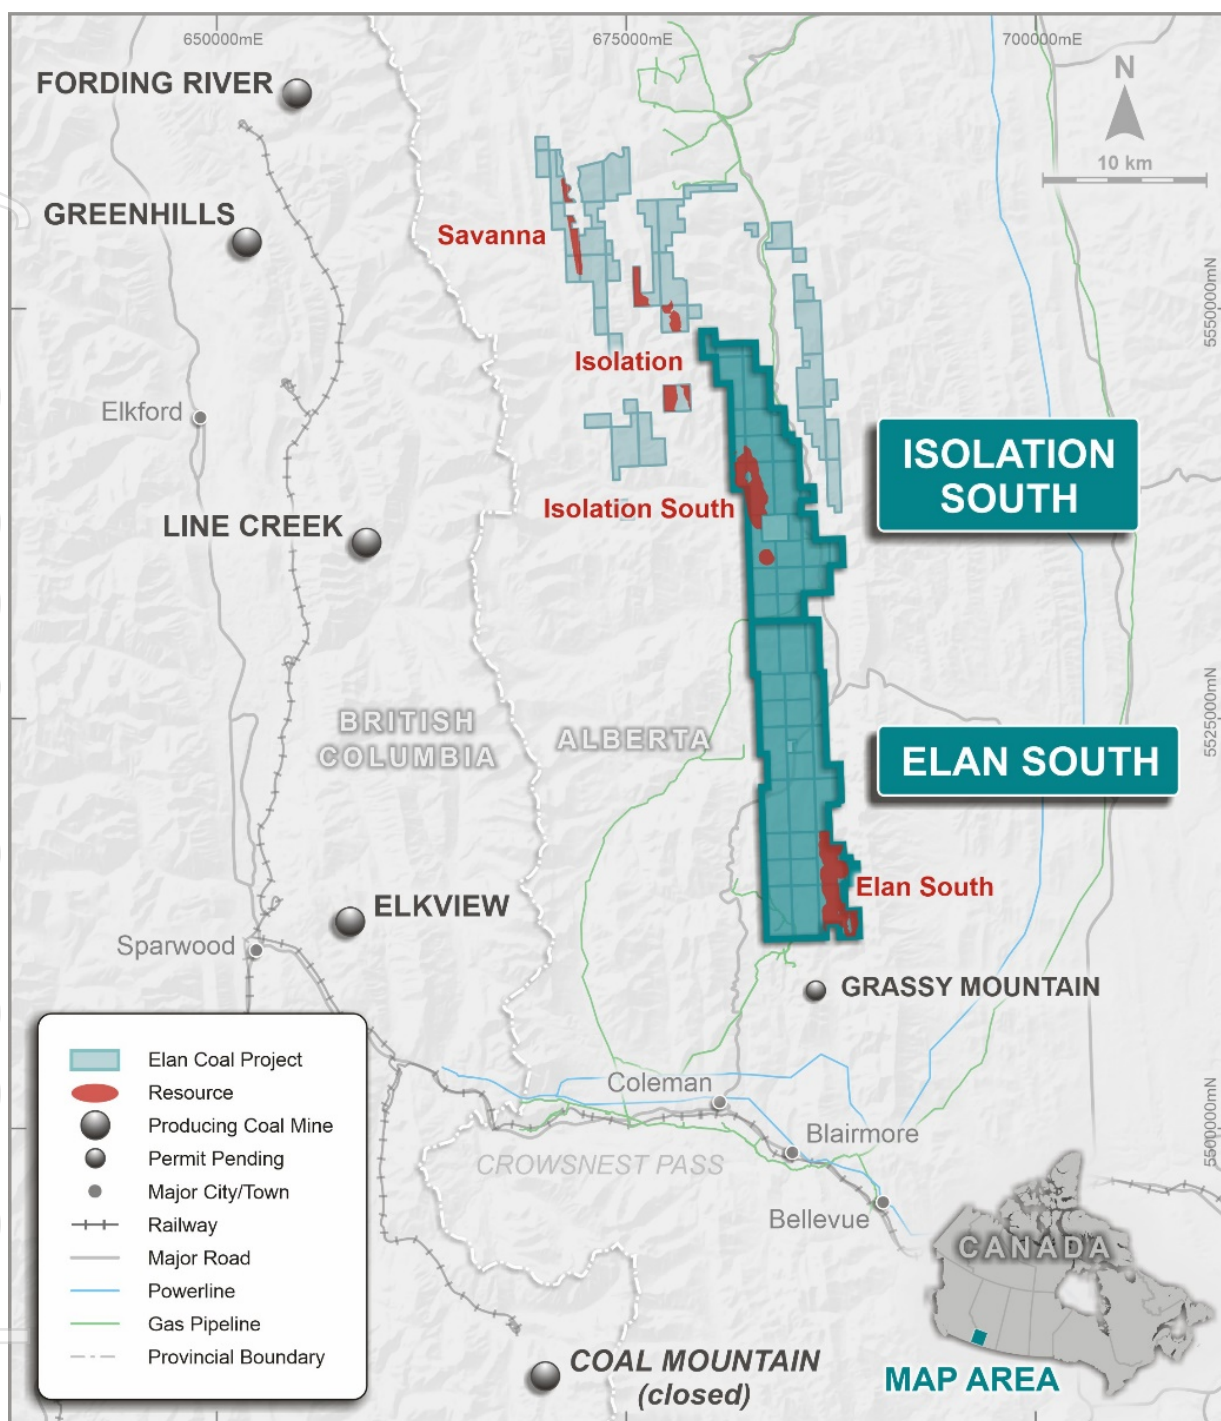 650000mE
675000mE
700000mE
FORDING RIVER
N
10 km
GREENHILLS
Savanna
5550000mN
Isolation
Elkford
ISOLATION
SOUTH
Isolation South
LINE CREEK
BRITISH
COLUMBIA
ALBERTA
5525000mN
ELAN SOUTH
Elan South
ELKVIEW
Sparwood
GRASSY MOUNTAIN
Elan Coal Project
Resource
Producing Coal Mine
Permit Pending
Major City/Town
Railway
Major Road
Powerline
Gas Pipeline
Provincial Boundary
Coleman
Blairmore
5500000mN
CROWSNEST PASS
Bellevue
CANADA
COAL MOUNTAIN
(closed)
MAP AREA